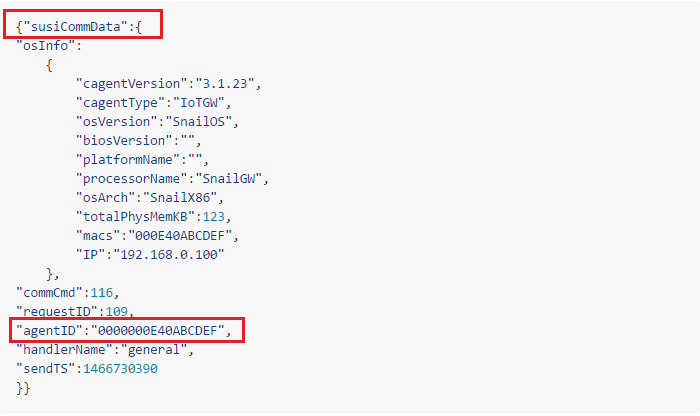 {"susiCommData":{
"osInfo":
{
"cagentVersion":"3.1.23",
"cagentType":"IoTGW",
"osVersion":"SnailOS",
"biosVersion":"",
"platformName":"",
"processorName":"SnailGW",
"osArch":"SnailX86",
"totalPhysMemKB":123,
"macs":"000E40ABCDEF",
"IP":"192.168.0.100"
},
"commCmd":116,
"requestID":109,
"agentID":"0000000E40ABCDEF",
"handlerName":"general",
"sendTS":1466730390
}}